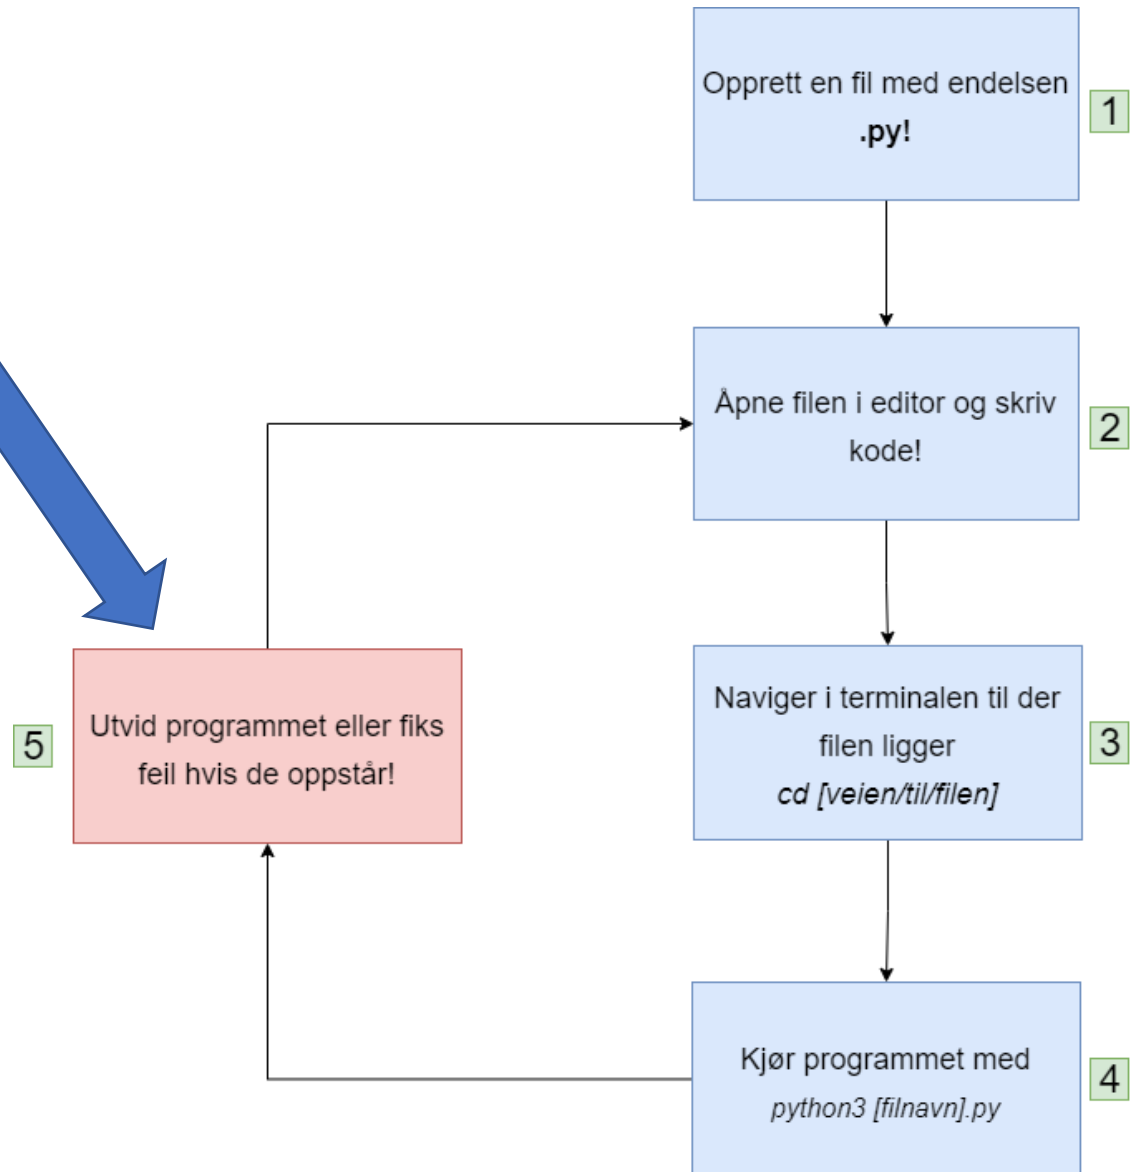 Opprett en fil med endelsen
.py!
1
Åpne filen i editor og skriv
kode!
2
Naviger i terminalen til der
filen ligger
cd [veien/til/filen]
3
Kjør programmet med
python3 [filnavn].py
4
Utvid programmet eller fiks
feil hvis de oppstår!
5